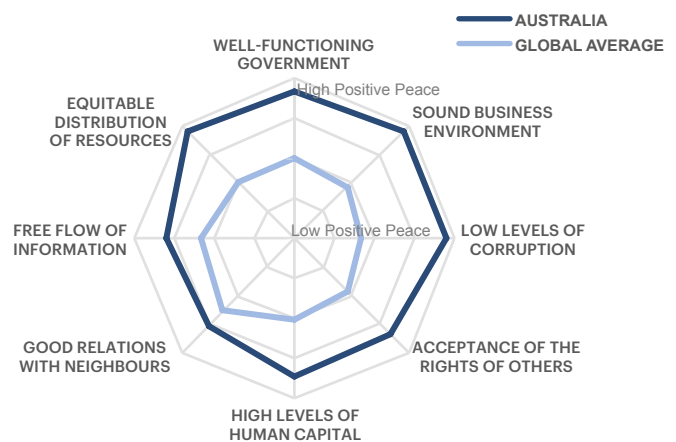 AUSTRALIA
GLOBAL AVERAGE
WELL-FUNCTIONING
GOVERNMENT
High Positive Peace
EQUITABLE
DISTRIBUTION
OF RESOURCES
SOUND BUSINESS
ENVIRONMENT
FREE FLOW OF
INFORMATION
Low Positive Peace
LOW LEVELS OF
CORRUPTION
GOOD RELATIONS
WITH NEIGHBOURS
ACCEPTANCE OF THE
RIGHTS OF OTHERS
HIGH LEVELS OF
HUMAN CAPITAL